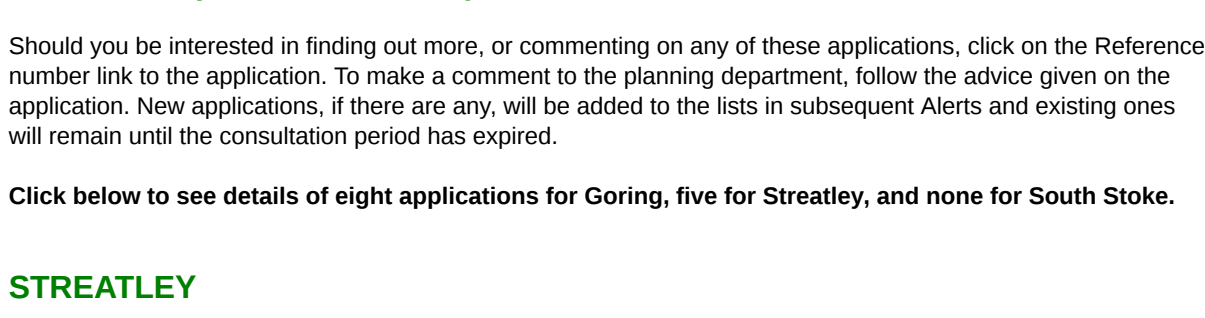 Should you be interested in finding out more, or commenting on any of these applications, click on the Reference
number link to the application. To make a comment to the planning department, follow the advice given on the
application. New applications, if there are any, will be added to the lists in subsequent Alerts and existing ones
will remain until the consultation period has expired.
Click below to see details of eight applications for Goring, five for Streatley, and none for South Stoke.
STREATLEY